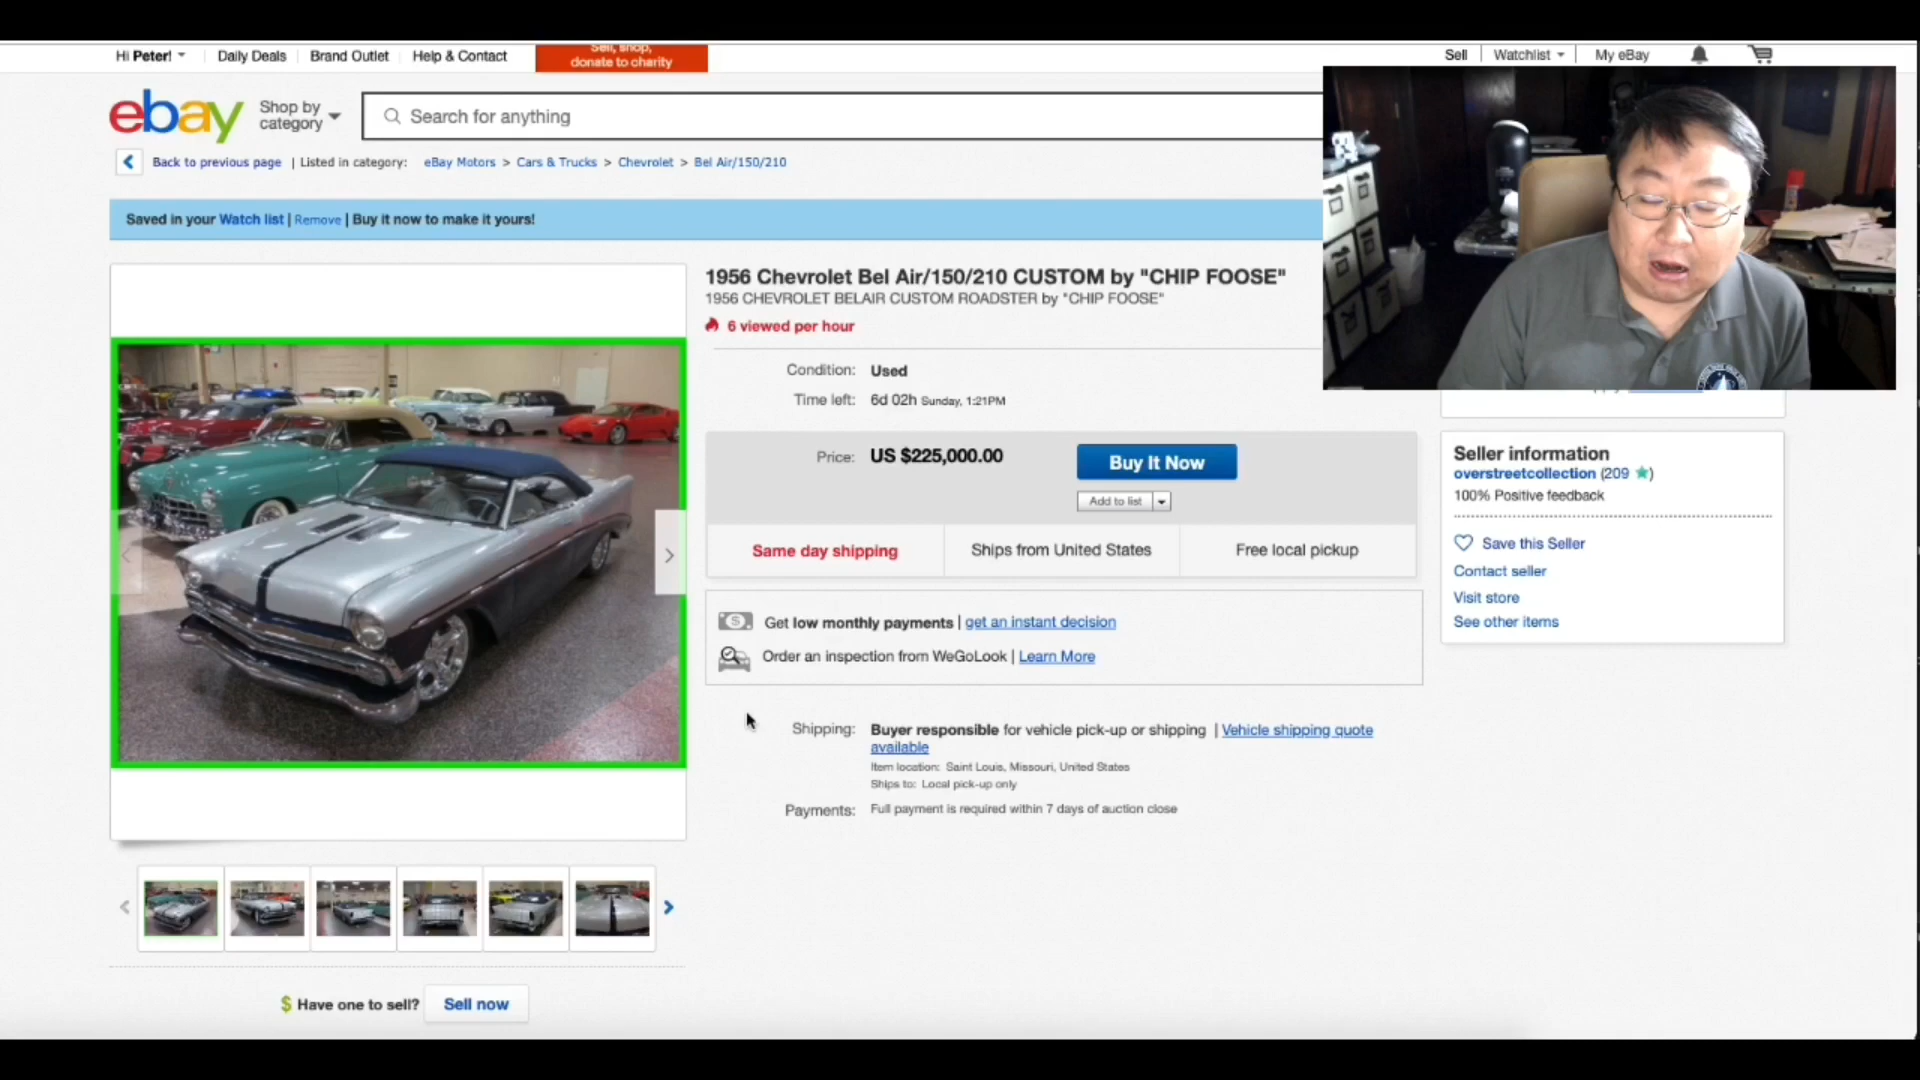 Hi Peter!
Daily Deals
Brand Outlet
Help & Contact
Sell, shop,
donate to charity
Sell
Watchlist
My eBay
ebay
Shop by
category
Search for anything
Back to previous page | Listed in category: eBay Motors > Cars & Trucks > Chevrolet > Bel Air/150/210
Saved in your Watch list | Remove | Buy it now to make it yours!
1956 Chevrolet Bel Air/150/210 CUSTOM by "CHIP FOOSE"
1956 CHEVROLET BELAIR CUSTOM ROADSTER by "CHIP FOOSE"
6 viewed per hour
Condition: Used
Time left: 6d 02h Sunday, 1:21PM
Price: US $225,000.00
Buy It Now
Add to list
Same day shipping
Ships from United States
Free local pickup
Get low monthly payments | get an instant decision
Order an inspection from WeGoLook | Learn More
Shipping: Buyer responsible for vehicle pick-up or shipping | Vehicle shipping quote
available
Item location: Saint Louis, Missouri, United States
Ships to: Local pick-up only
Payments: Full payment is required within 7 days of auction close
Seller information
overstreetcollection (209 ★)
100% Positive feedback
Save this Seller
Contact seller
Visit store
See other items
$ Have one to sell? Sell now